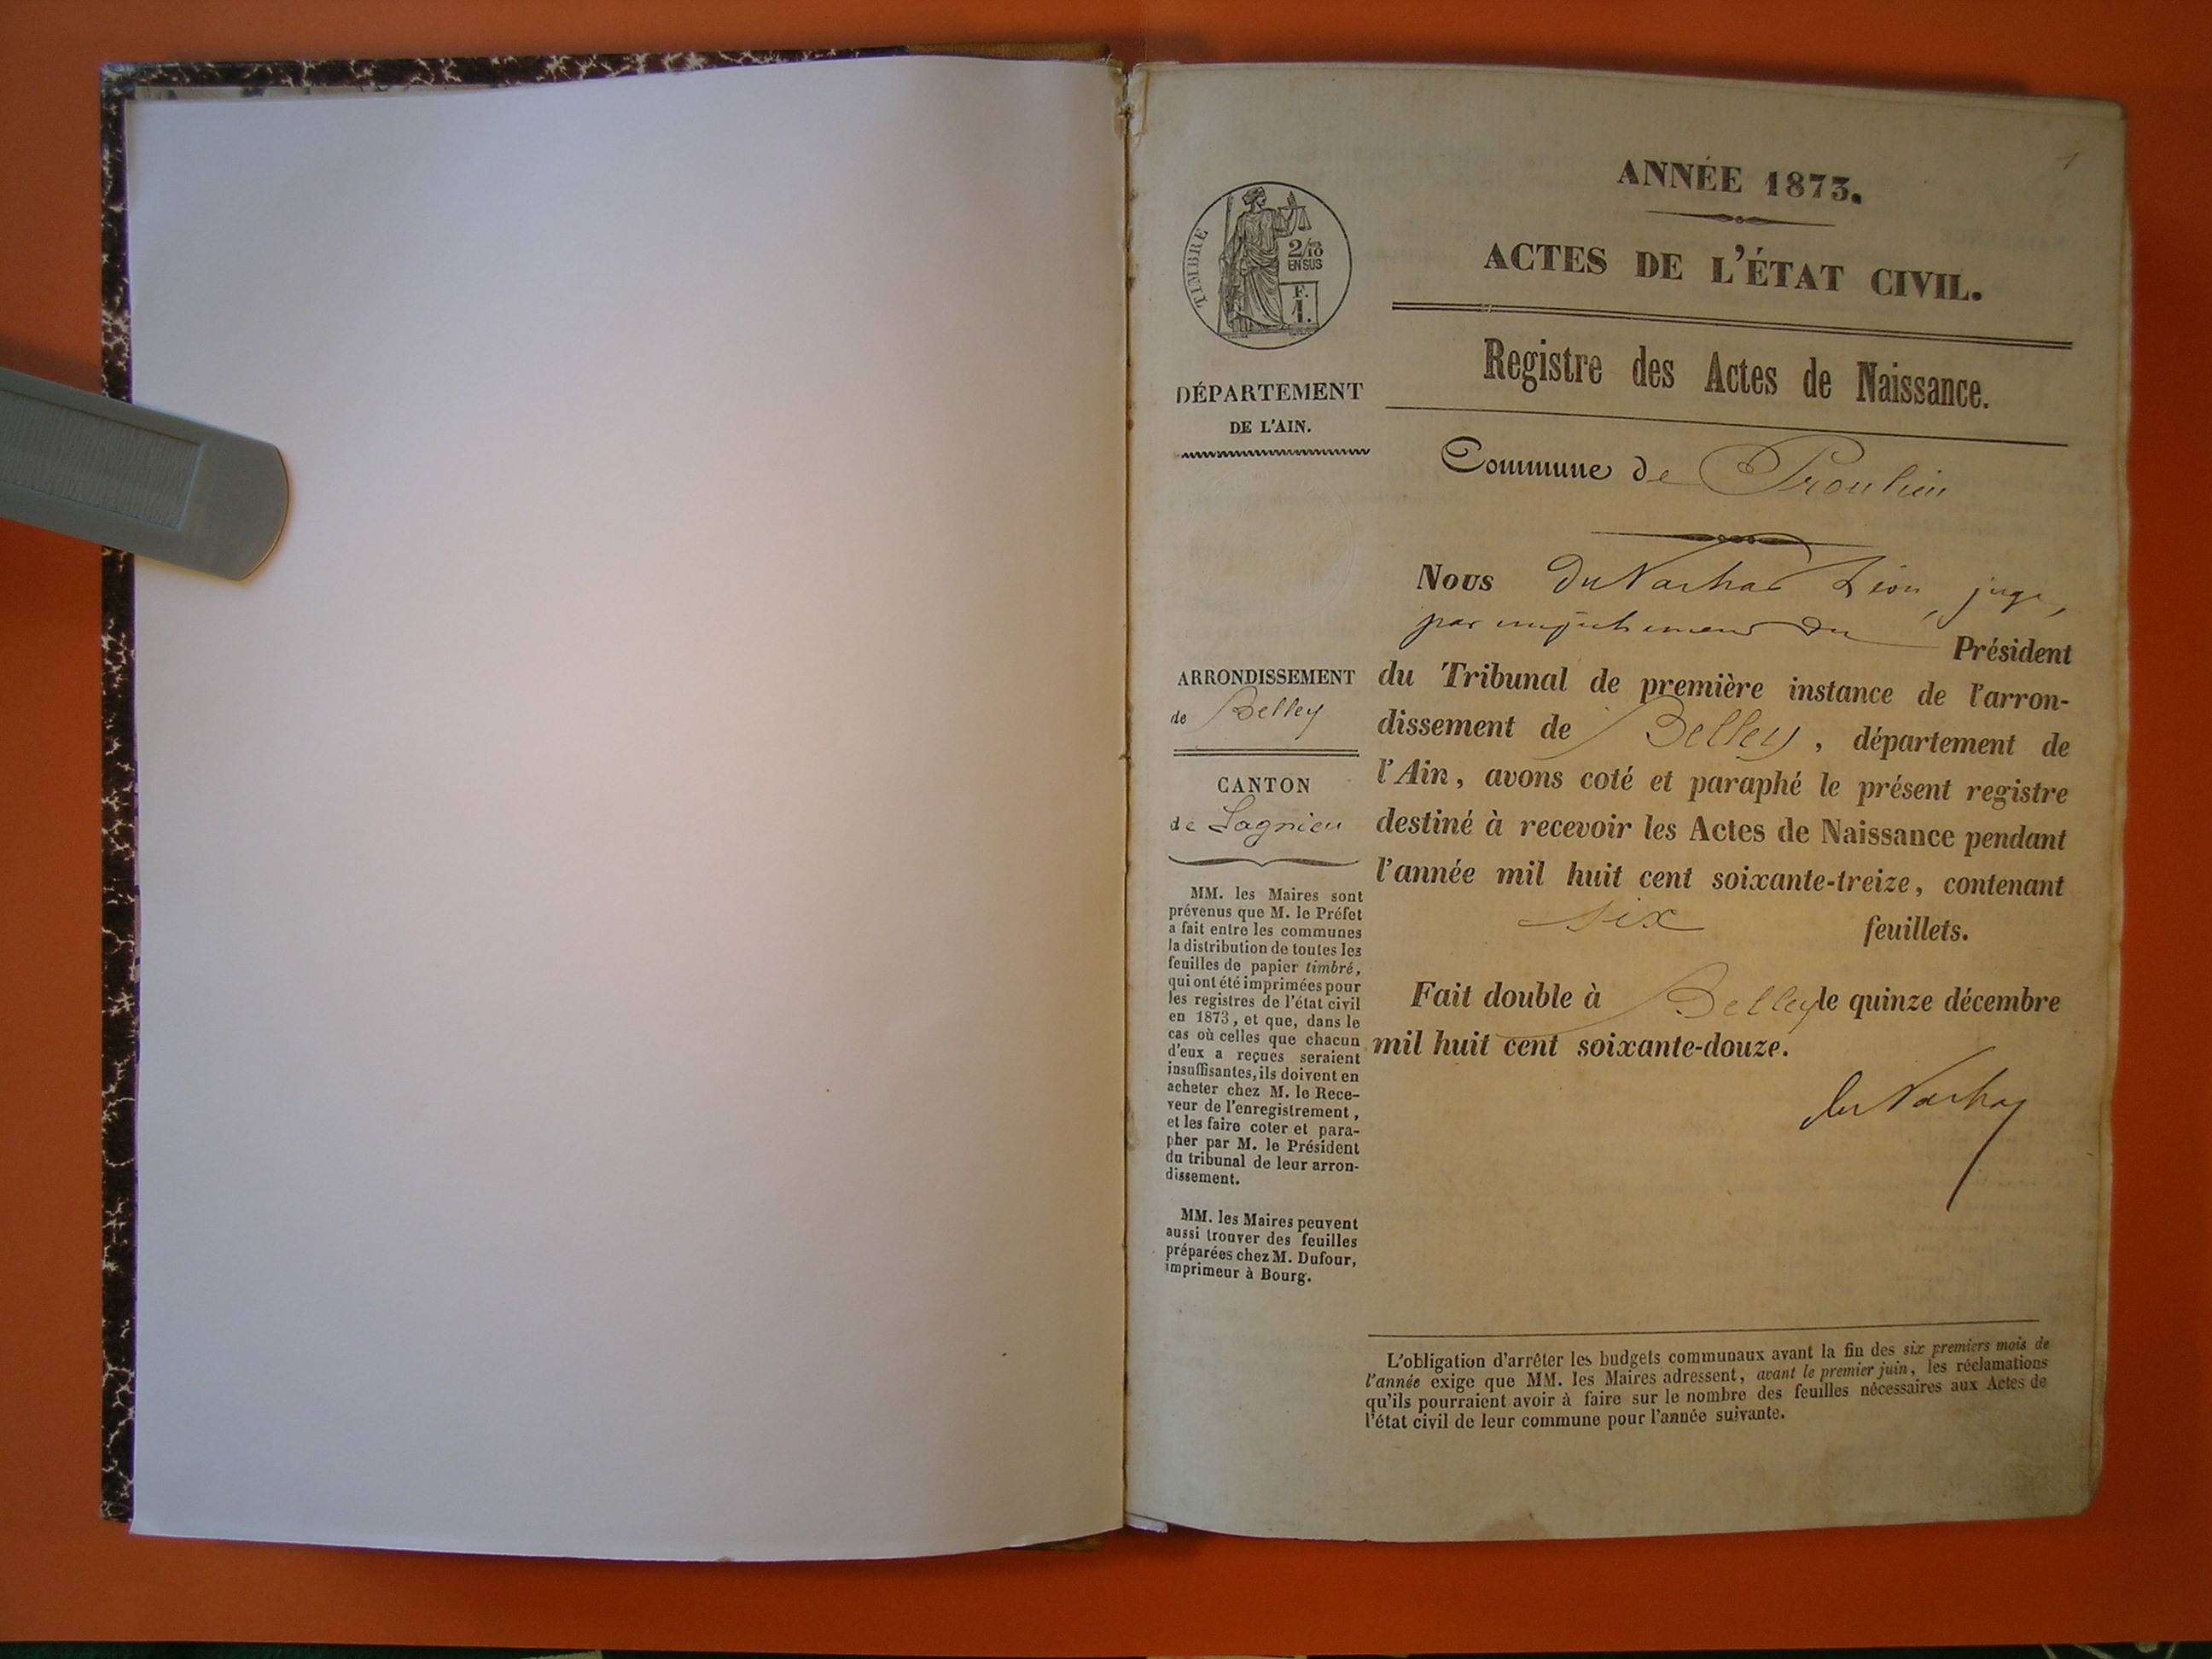 1
ANNÉE 1873.
ACTES DE L'ÉTAT CIVIL.
Registre des Actes de Naissance.
Commune de Proulieu
Nous Léon, juge,
par empêchement du Président
du Tribunal de première instance de l'arron-
dissement de Belley, département de
l'Ain, avons coté et paraphé le présent registre
destiné à recevoir les Actes de Naissance pendant
l'année mil huit cent soixante-treize, contenant
six feuillets.
Fait double à Belley le quinze décembre
mil huit cent soixante-douze.
TIMBRE
2/10
EN SUS
F.
1.
DÉPARTEMENT
DE L'AIN.
ARRONDISSEMENT
de Belley
CANTON
de Lagnieu
MM. les Maires sont
prévenus que M. le Préfet
a fait entre les communes
la distribution de toutes les
feuilles de papier timbré,
qui ont été imprimées pour
les registres de l'état civil
en 1873, et que, dans le
cas où celles que chacun
d'eux a reçues seraient
insuffisantes, ils doivent en
acheter chez M. le Rece-
veur de l'enregistrement,
et les faire coter et para-
pher par M. le Président
du tribunal de leur arron-
dissement.
MM. les Maires peuvent
aussi trouver des feuilles
préparées chez M. Dufour,
imprimeur à Bourg.
L'obligation d'arrêter les budgets communaux avant la fin des six premiers mois de
l'année exige que MM. les Maires adressent, avant le premier juin, les réclamations
qu'ils pourraient avoir à faire sur le nombre des feuilles nécessaires aux Actes de
l'état civil de leur commune pour l'année suivante.